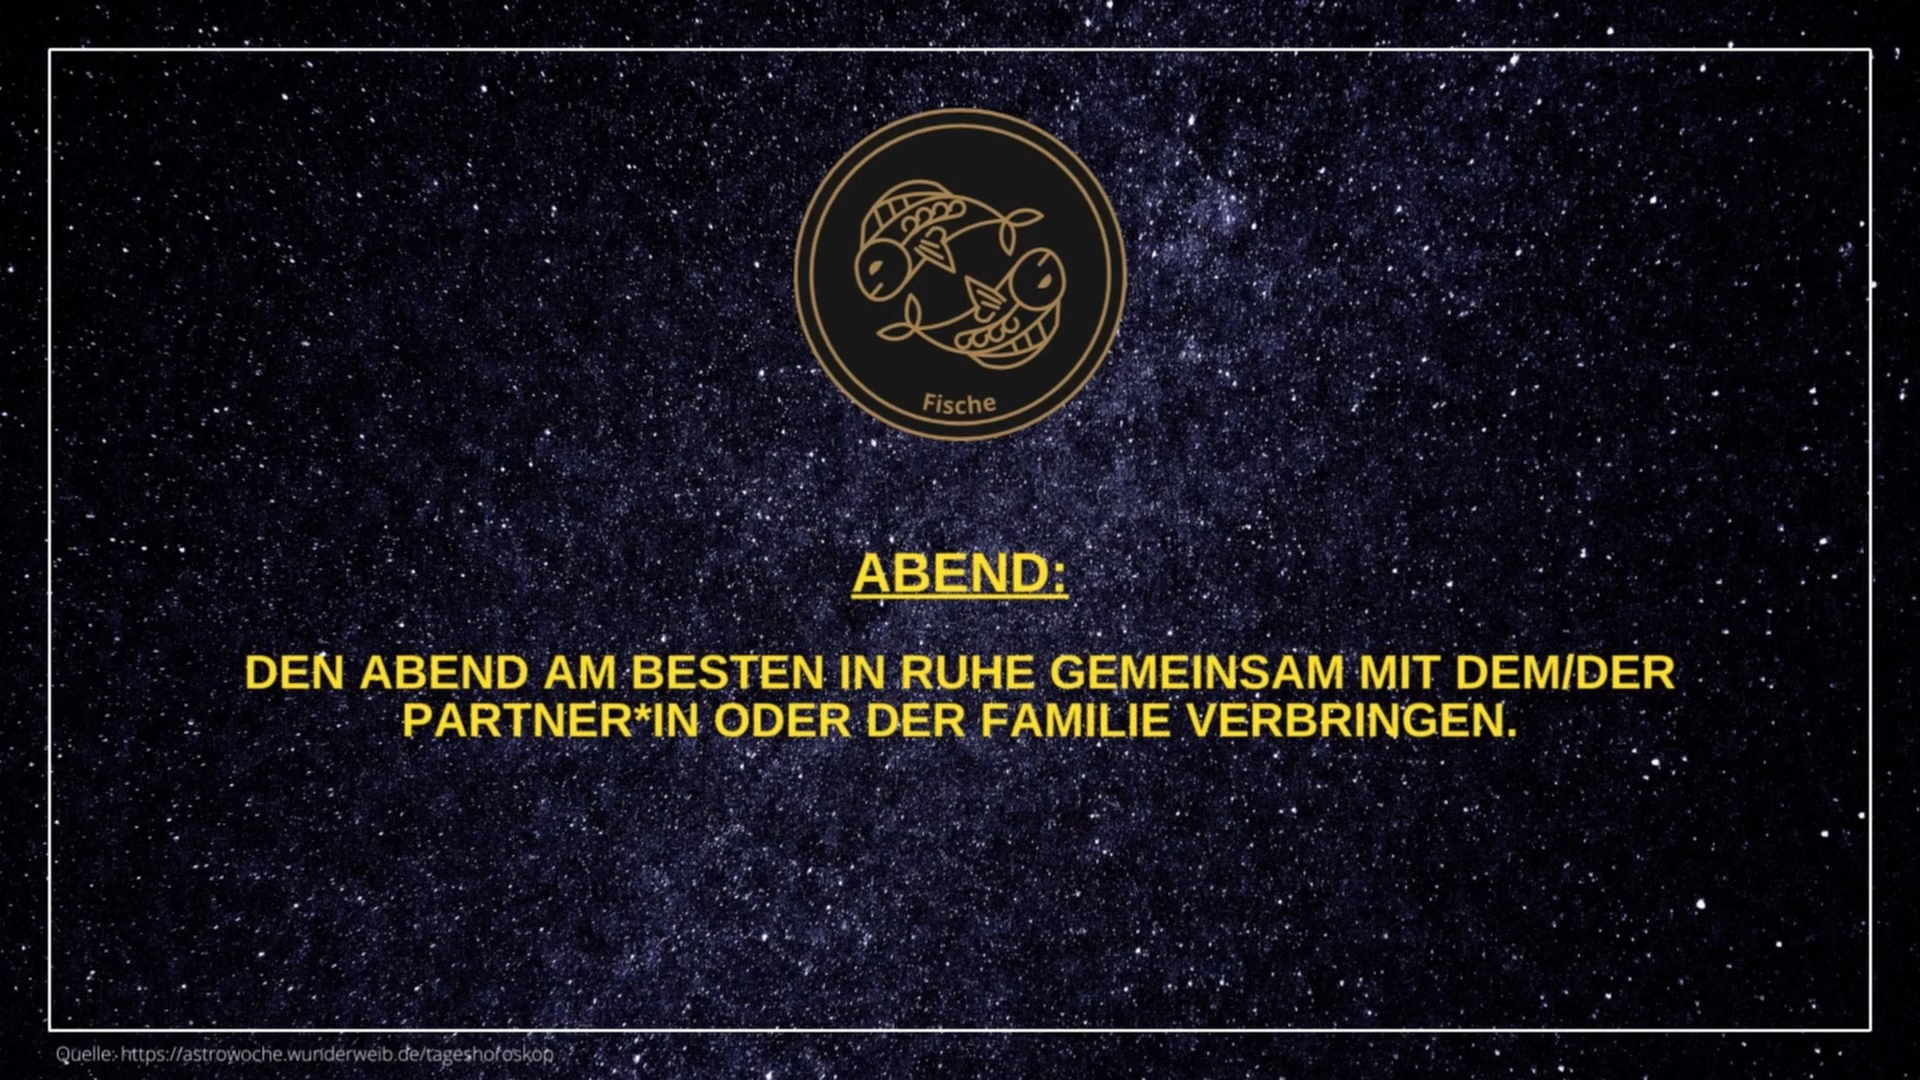 Fische
ABEND:
DEN ABEND AM BESTEN IN RUHE GEMEINSAM MIT DEM/DER
PARTNER*IN ODER DER FAMILIE VERBRINGEN.
Quelle: https://astrowoche.wunderweib.de/tageshoroskop